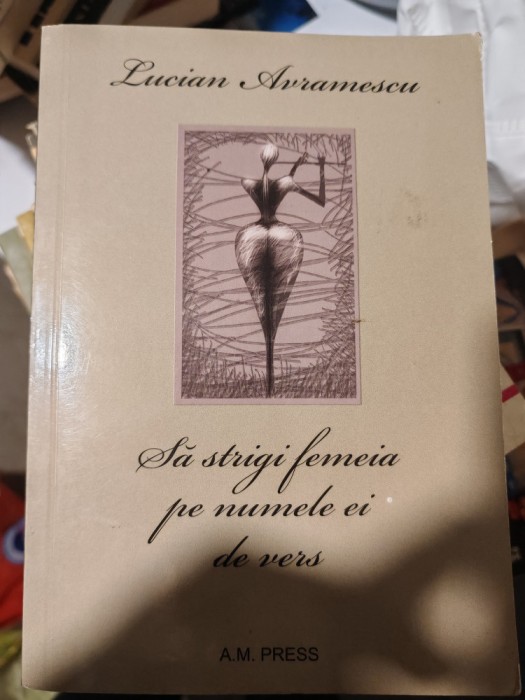 Lucian Avramescu
Să strigi femeia
pe numele ei
de vers
A.M. PRESS